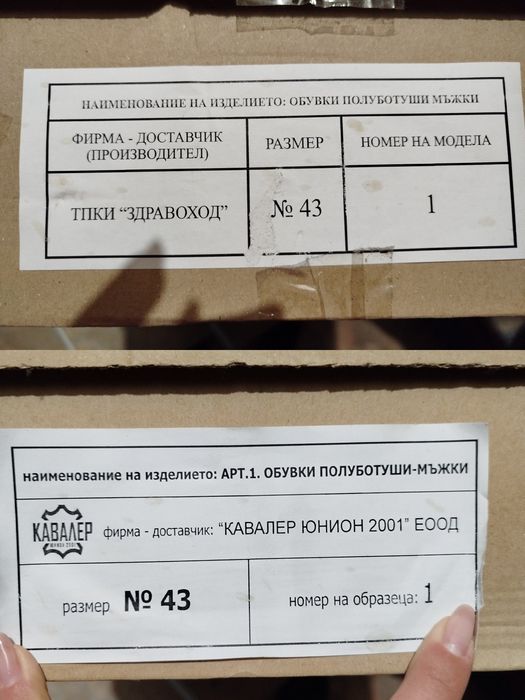 НАИМЕНОВАНИЕ НА ИЗДЕЛИЕТО: ОБУВКИ ПОЛУБОТУШИ МЪЖКИ
ФИРМА - ДОСТАВЧИК
(ПРОИЗВОДИТЕЛ)
РАЗМЕР
НОМЕР НА МОДЕЛА
ТПКИ “ЗДРАВОХОД”
№ 43
1
наименование на изделието: АРТ.1. ОБУВКИ ПОЛУБОТУШИ-МЪЖКИ
КАВАЛЕР
ЮНИОН 2001
фирма - доставчик: “КАВАЛЕР ЮНИОН 2001” ЕООД
размер № 43
номер на образеца: 1